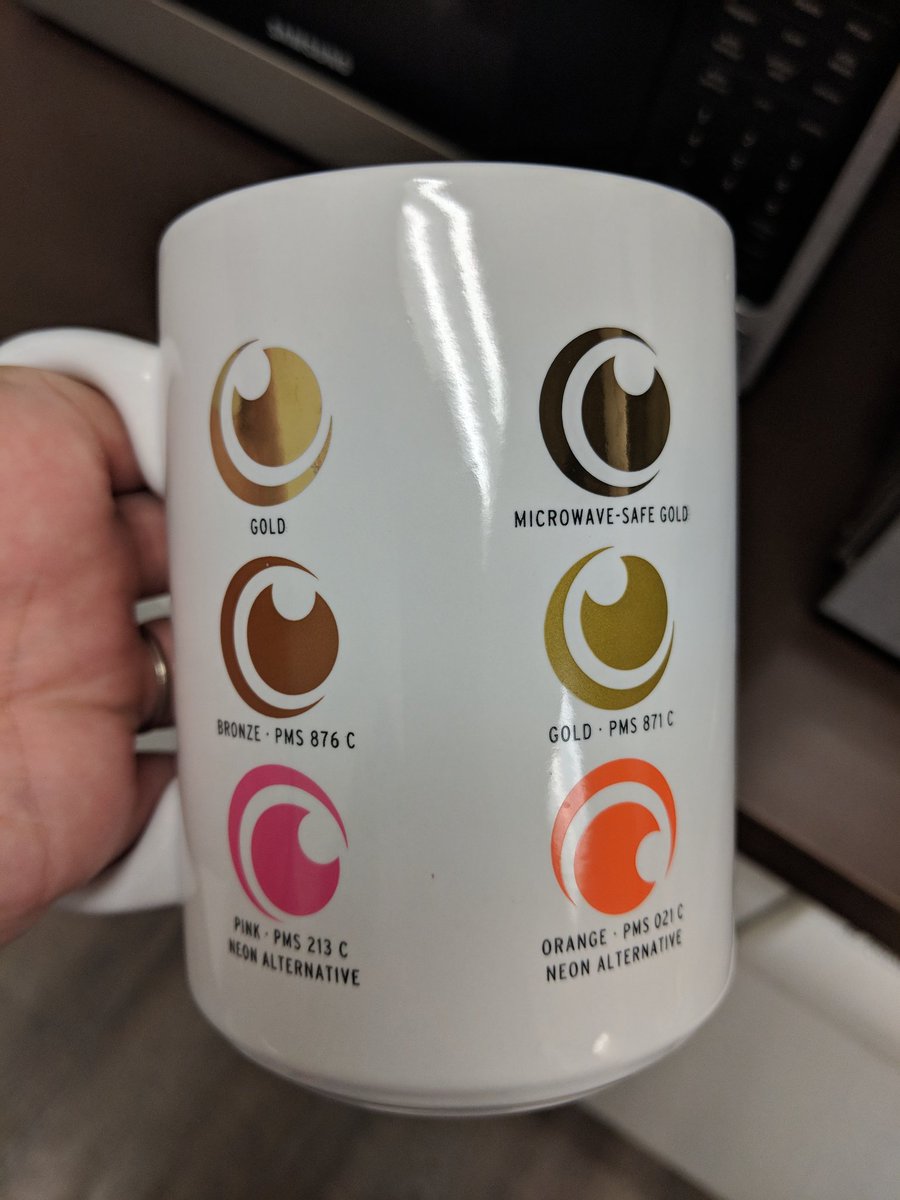 GOLD
MICROWAVE-SAFE GOLD
BRONZE · PMS 876 C
GOLD · PMS 871 C
PINK · PMS 213 C
NEON ALTERNATIVE
ORANGE · PMS 021 C
NEON ALTERNATIVE